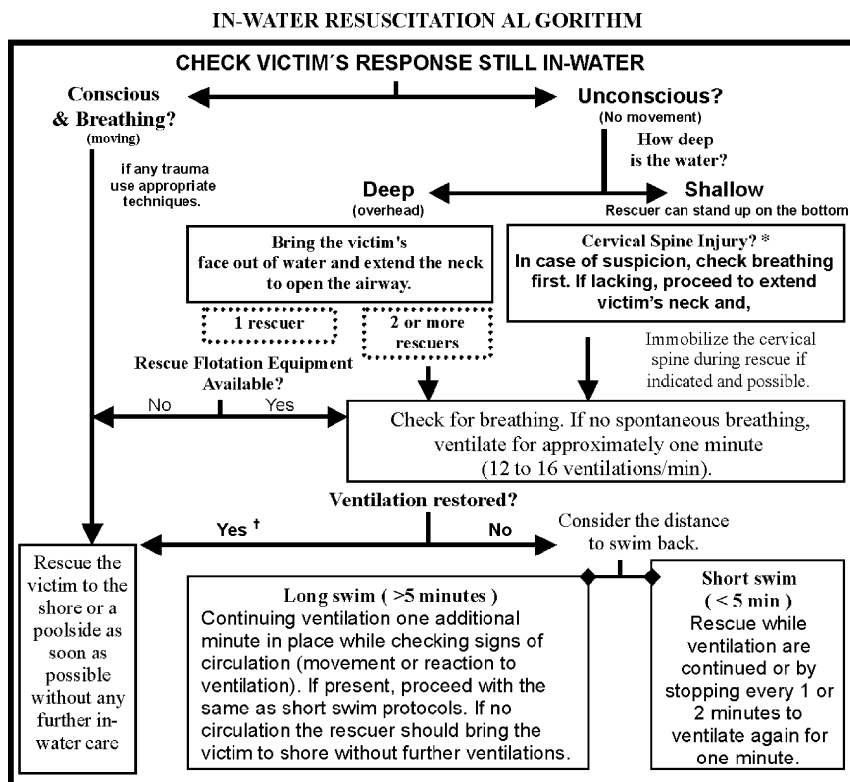 IN-WATER RESUSCITATION AL GORITHM
CHECK VICTIM´S RESPONSE STILL IN-WATER
Conscious
& Breathing?
(moving)
Unconscious?
(No movement)
How deep
is the water?
if any trauma
use appropriate
techniques.
Deep
(overhead)
Shallow
Rescuer can stand up on the bottom
Bring the victim's
face out of water and extend the neck
to open the airway.
Cervical Spine Injury? *
In case of suspicion, check breathing
first. If lacking, proceed to extend
victim’s neck and,
1 rescuer
2 or more
rescuers
Immobilize the cervical
spine during rescue if
indicated and possible.
Rescue Flotation Equipment
Available?
No
Yes
Check for breathing. If no spontaneous breathing,
ventilate for approximately one minute
(12 to 16 ventilations/min).
Ventilation restored?
Yes †
No
Consider the distance
to swim back.
Rescue the
victim to the
shore or a
poolside as
soon as
possible
without any
further in-
water care
Long swim ( >5 minutes )
Continuing ventilation one additional
minute in place while checking signs of
circulation (movement or reaction to
ventilation). If present, proceed with the
same as short swim protocols. If no
circulation the rescuer should bring the
victim to shore without further ventilations.
Short swim
( < 5 min )
Rescue while
ventilation are
continued or by
stopping every 1 or
2 minutes to
ventilate again for
one minute.